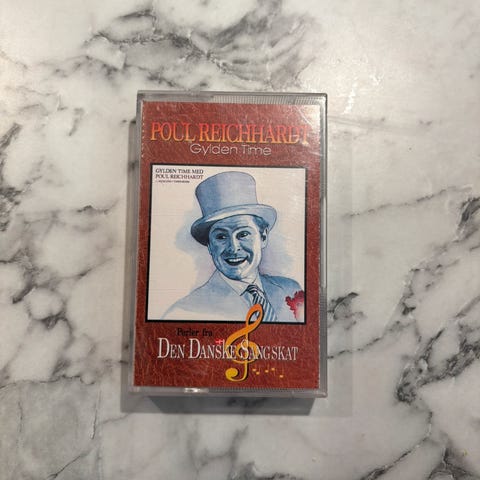 POUL REICHHARDT
Gylden Time
GYLDEN TIME MED
POUL REICHHARDT
Perler fra
DEN DANSKE SANGSKAT